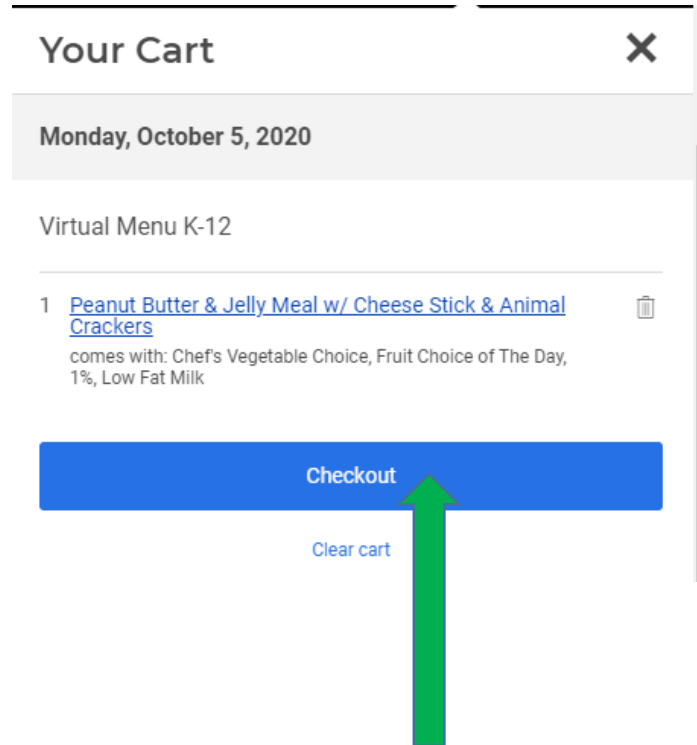 Your Cart
Monday, October 5, 2020
Virtual Menu K-12
1 Peanut Butter & Jelly Meal w/ Cheese Stick & Animal
Crackers
comes with: Chef's Vegetable Choice, Fruit Choice of The Day,
1%, Low Fat Milk
Checkout
Clear cart